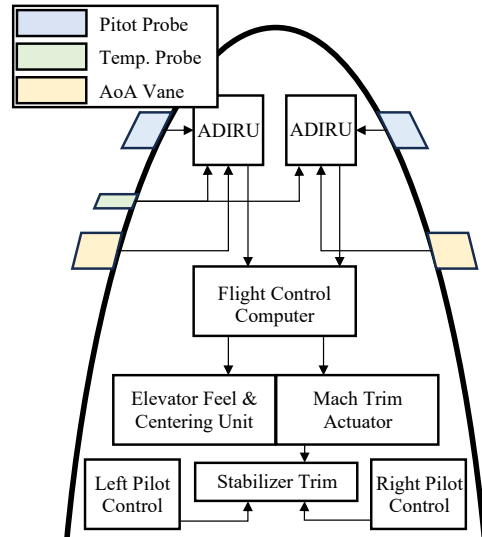 Pitot Probe
Temp. Probe
AoA Vane
ADIRU
ADIRU
Flight Control
Computer
Elevator Feel &
Centering Unit
Mach Trim
Actuator
Left Pilot
Control
Stabilizer Trim
Right Pilot
Control